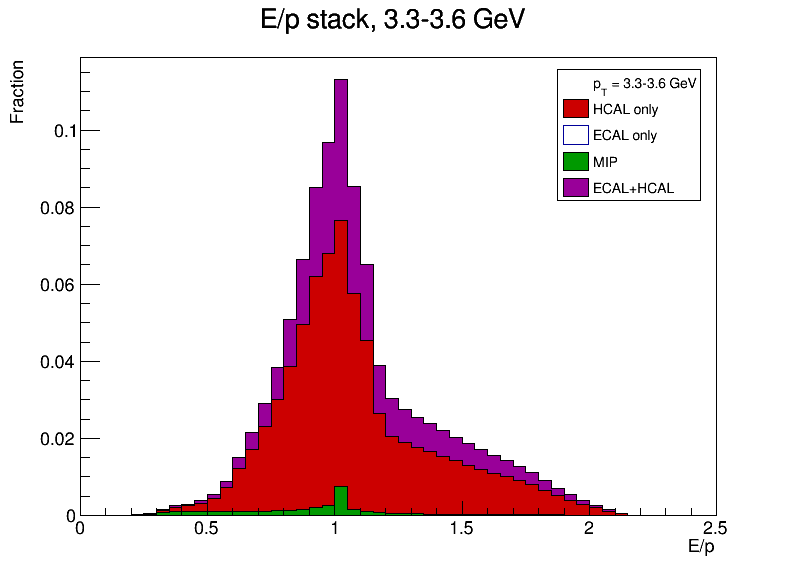 E/p stack, 3.3-3.6 GeV
Fraction
p_T = 3.3-3.6 GeV
HCAL only
ECAL only
MIP
ECAL+HCAL
0.1
0.08
0.06
0.04
0.02
0
0 0.5 1 1.5 2 2.5
E/p